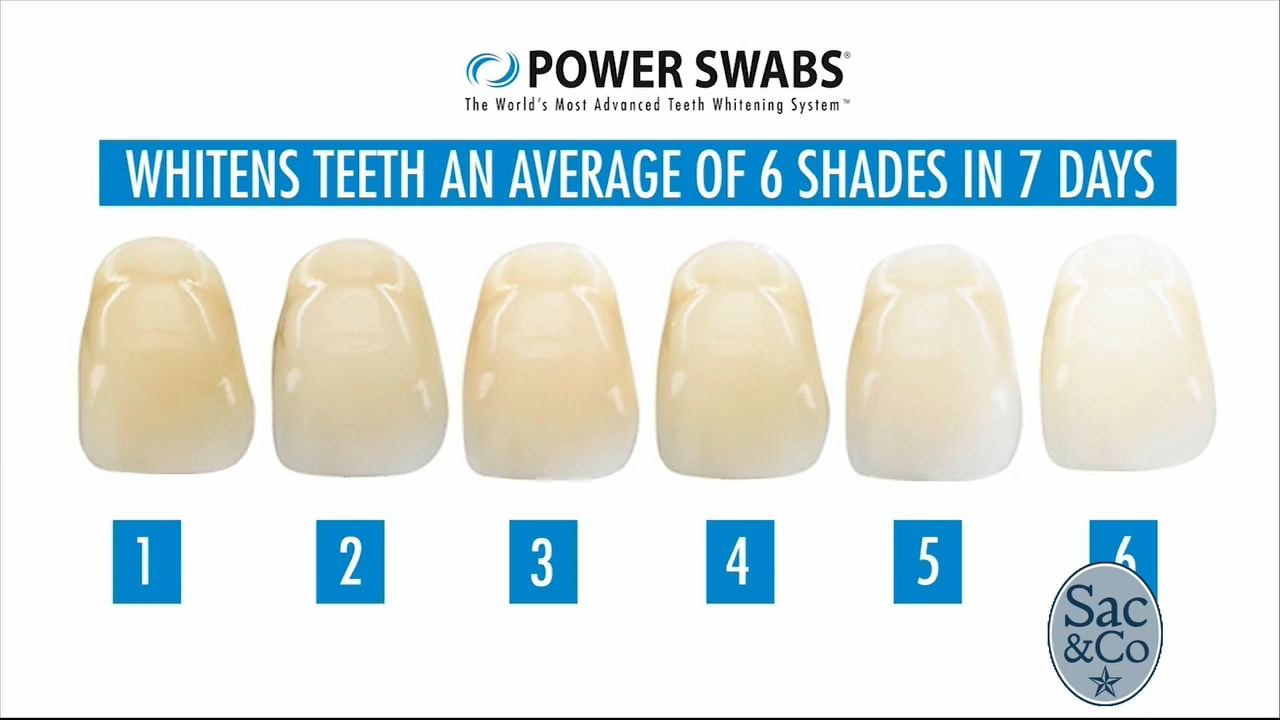 POWER SWABS®
The World's Most Advanced Teeth Whitening System™
WHITENS TEETH AN AVERAGE OF 6 SHADES IN 7 DAYS
1 2 3 4 5 6
Sac
&Co